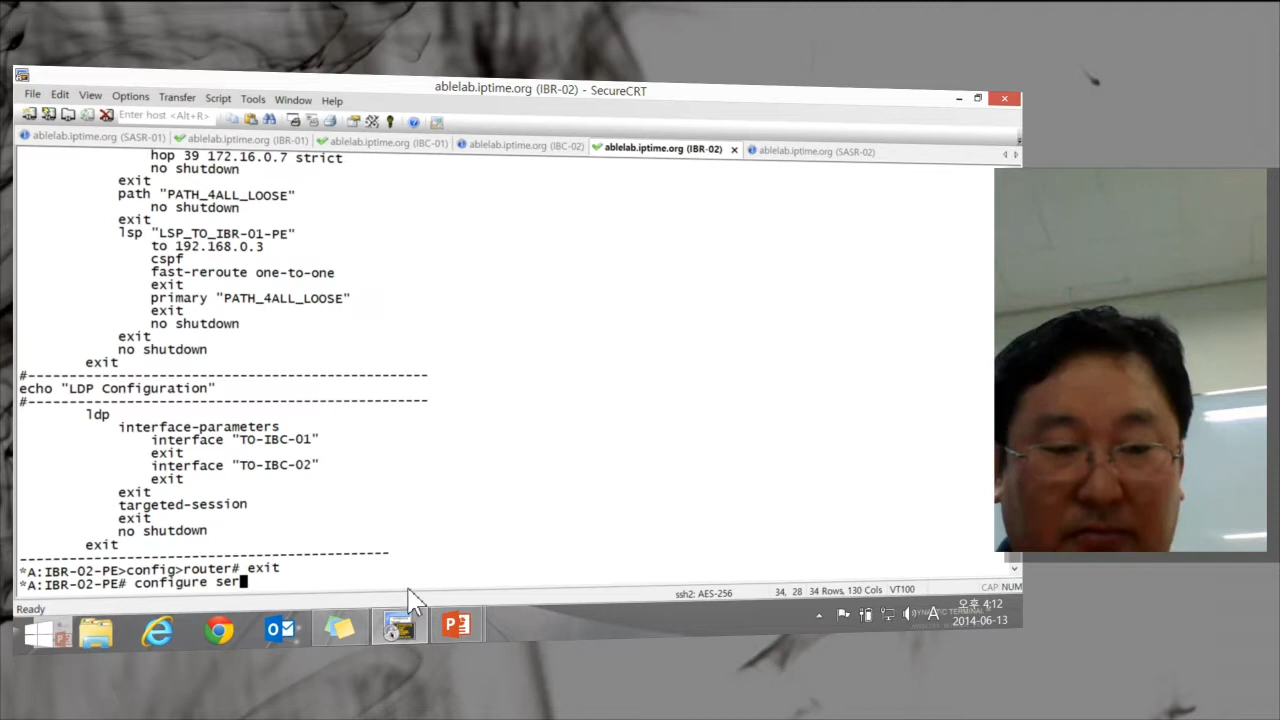 ablelab.iptime.org (IBR-02) - SecureCRT
File Edit View Options Transfer Script Tools Window Help
Enter host <Alt+R>
ablelab.iptime.org (SASR-01) ablelab.iptime.org (IBR-01) ablelab.iptime.org (IBC-01) ablelab.iptime.org (IBC-02) ablelab.iptime.org (IBR-02) ablelab.iptime.org (SASR-02)
hop 39 172.16.0.7 strict
no shutdown
exit
path "PATH_4ALL_LOOSE"
no shutdown
exit
lsp "LSP_TO_IBR-01-PE"
to 192.168.0.3
cspf
fast-reroute one-to-one
exit
primary "PATH_4ALL_LOOSE"
exit
no shutdown
exit
no shutdown
exit
#--------------------------------------------------
echo "LDP Configuration"
#--------------------------------------------------
ldp
interface-parameters
interface "TO-IBC-01"
exit
interface "TO-IBC-02"
exit
exit
targeted-session
exit
no shutdown
exit
----------------------------------------------
*A:IBR-02-PE>config>router# exit
*A:IBR-02-PE# configure ser
Ready ssh2: AES-256 34, 28 34 Rows, 130 Cols VT100 CAP NUM
A 오후 4:12
2014-06-13